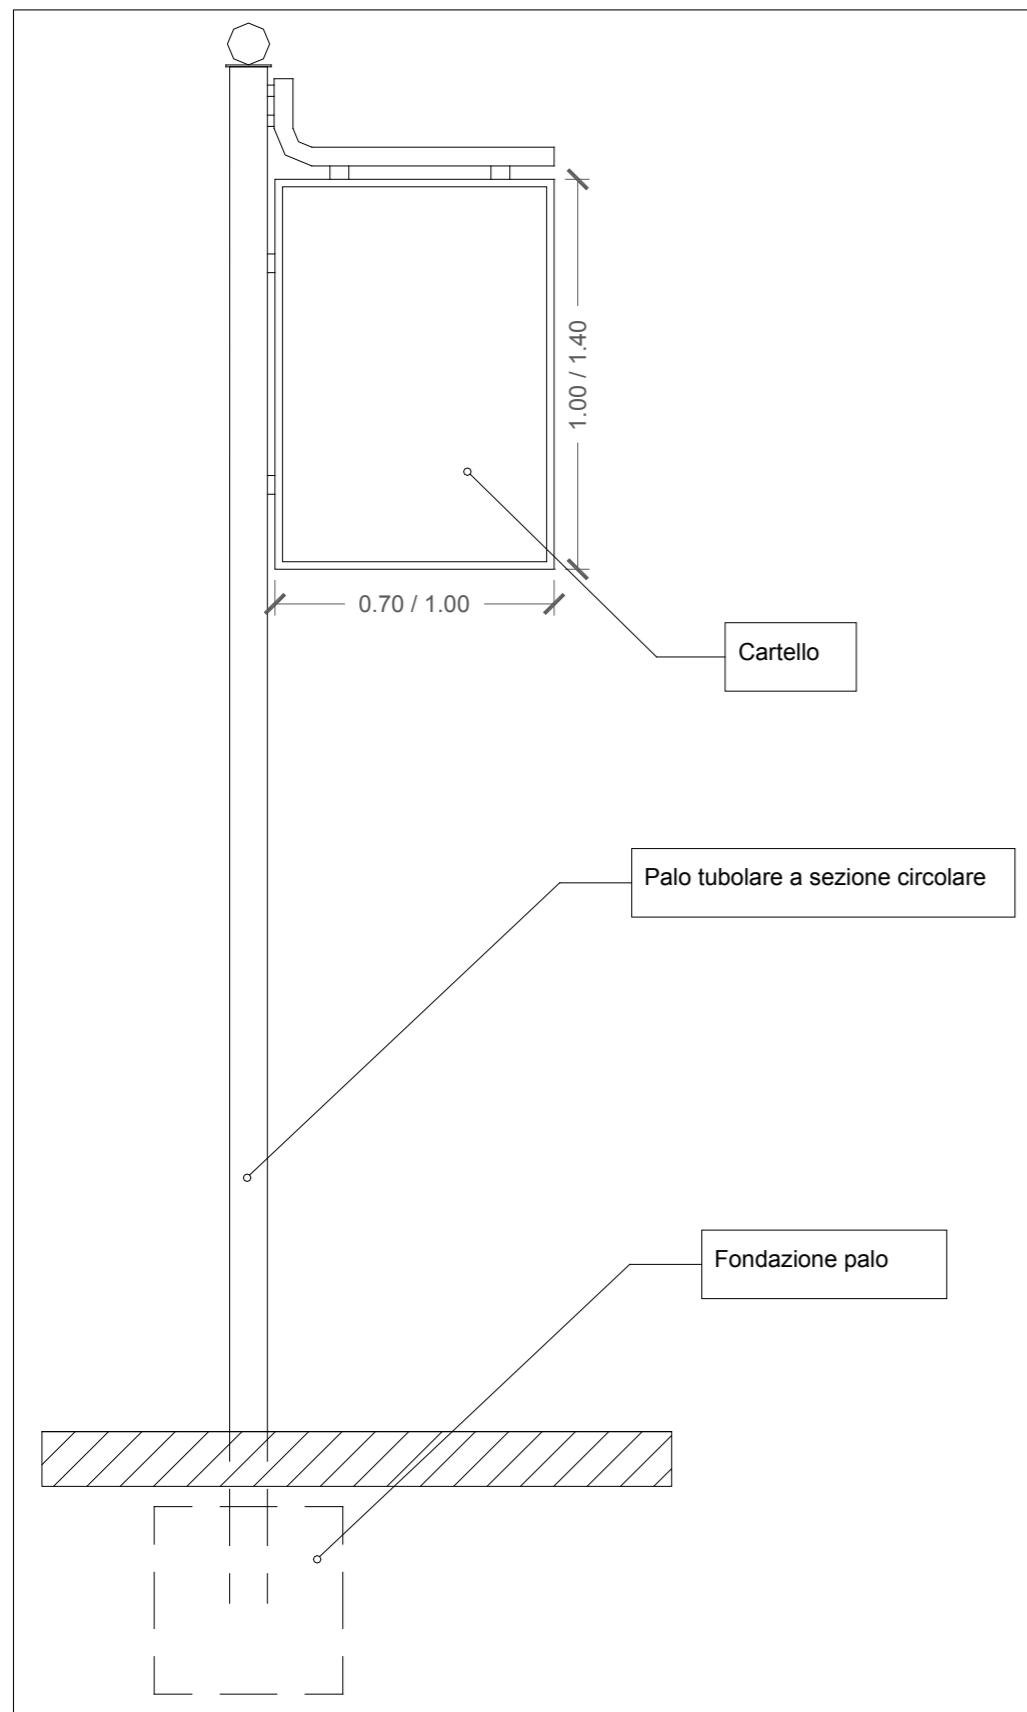 1.00 / 1.40
0.70 / 1.00
Cartello
Palo tubolare a sezione circolare
Fondazione palo